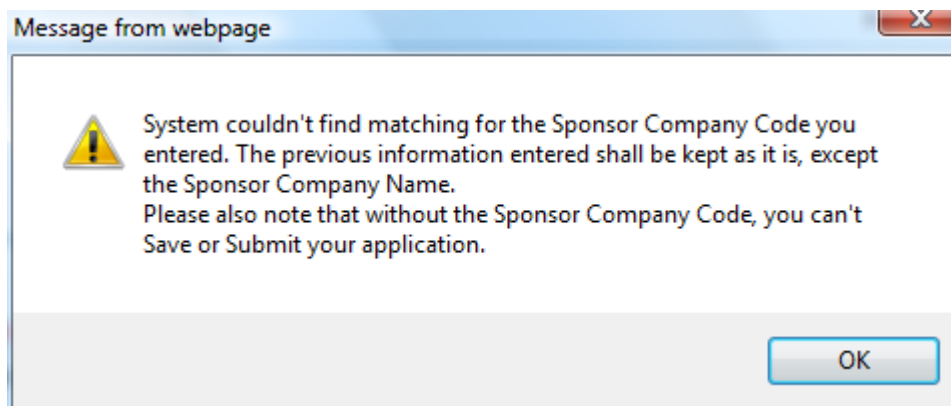 Message from webpage
System couldn't find matching for the Sponsor Company Code you
entered. The previous information entered shall be kept as it is, except
the Sponsor Company Name.
Please also note that without the Sponsor Company Code, you can't
Save or Submit your application.
OK